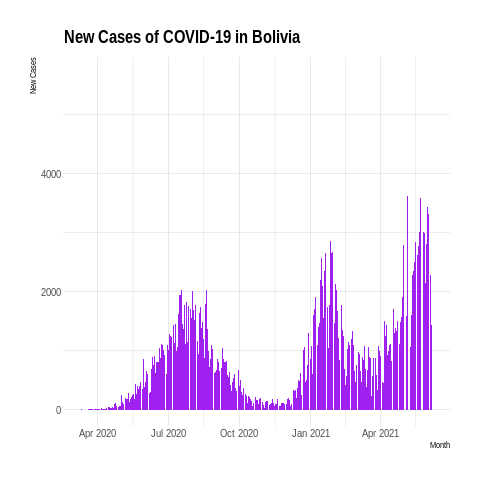 New Cases of COVID-19 in Bolivia
New Cases
4000
2000
0
Apr 2020
Jul 2020
Oct 2020
Jan 2021
Apr 2021
Month